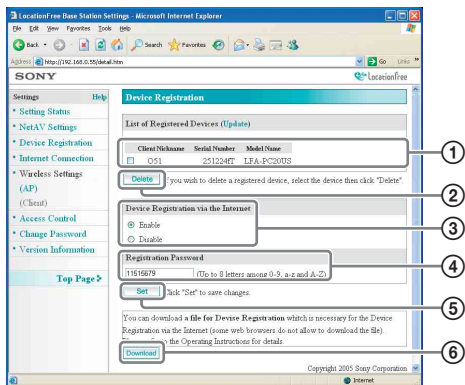 LocationFree Base Station Settings - Microsoft Internet Explorer
File Edit View Favorites Tools Help
Back Search Favorites
Address http://192.168.0.55/detail.htm Go Links
SONY LocationFree
Settings Help
Setting Status
NetAV Settings
Device Registration
Internet Connection
Wireless Settings
(AP)
(Client)
Access Control
Change Password
Version Information
Top Page
Device Registration
List of Registered Devices (Update)
Client Nickname Serial Number Model Name
O51 251224fT LFA-PC20US
1
Delete If you wish to delete a registered device, select the device then click "Delete".
2
Device Registration via the Internet
Enable
3
Disable
Registration Password
11515679 (Up to 8 letters among 0-9, a-z and A-Z)
4
Set Click "Set" to save changes.
5
You can download a file for Device Registration which is necessary for the Device
Registration via the Internet (some web browsers do not allow to download the file).
to the Operating Instructions for details.
Download
6
Copyright 2005 Sony Corporation
Internet